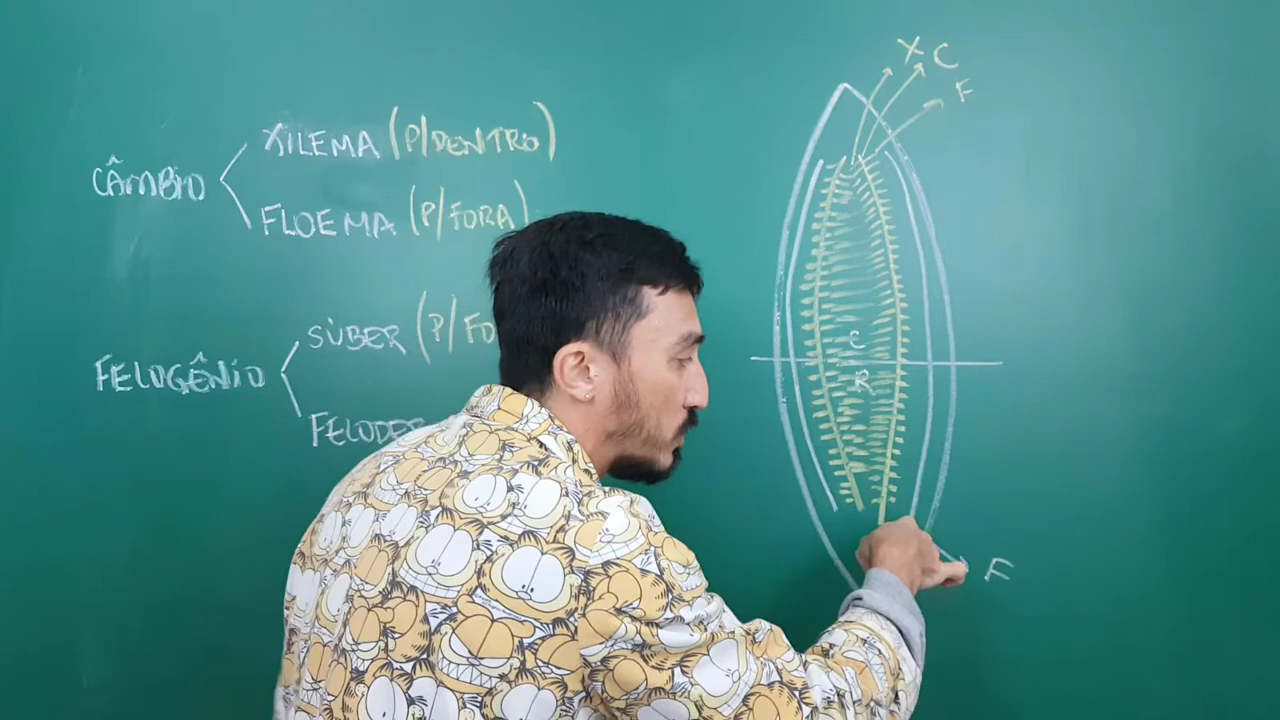 CÂMBIO
XILEMA (P/DENTRO)
FLOEMA (P/FORA)
FELOGÊNIO
SÚBER (P/ FO
FELODER
X C F
C
R
F